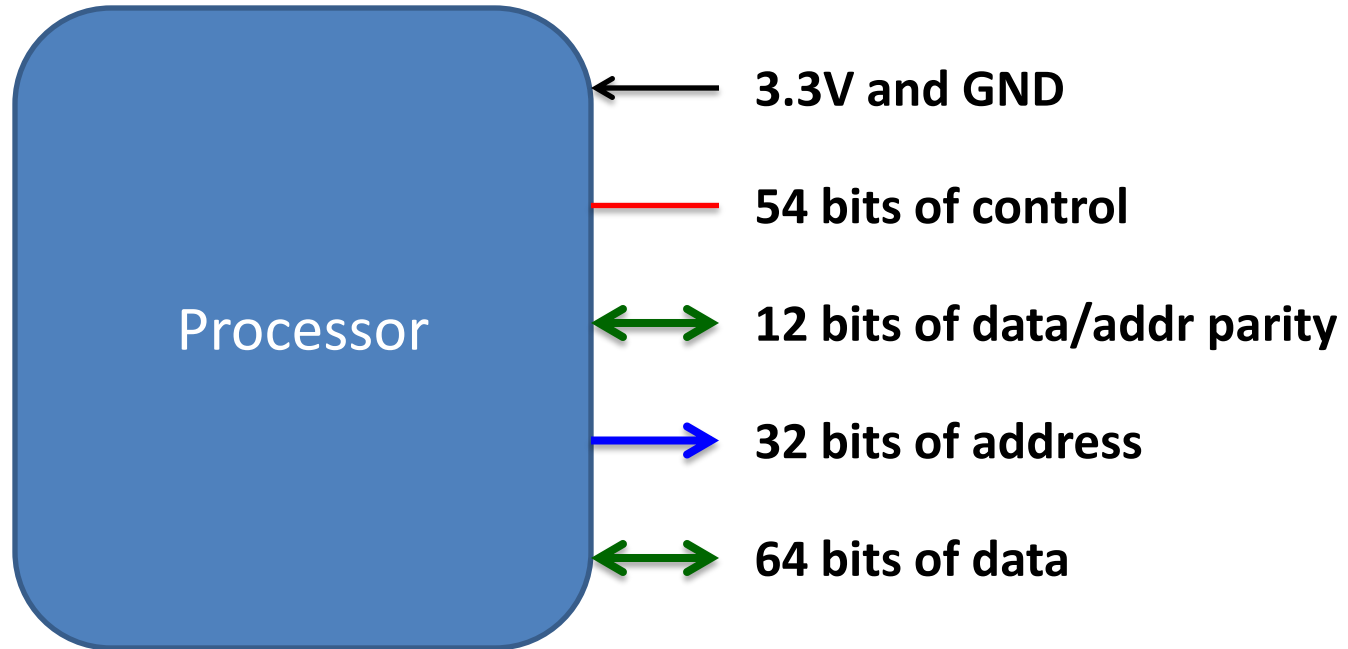 3.3V and GND
54 bits of control
Processor
12 bits of data/addr parity
32 bits of address
64 bits of data